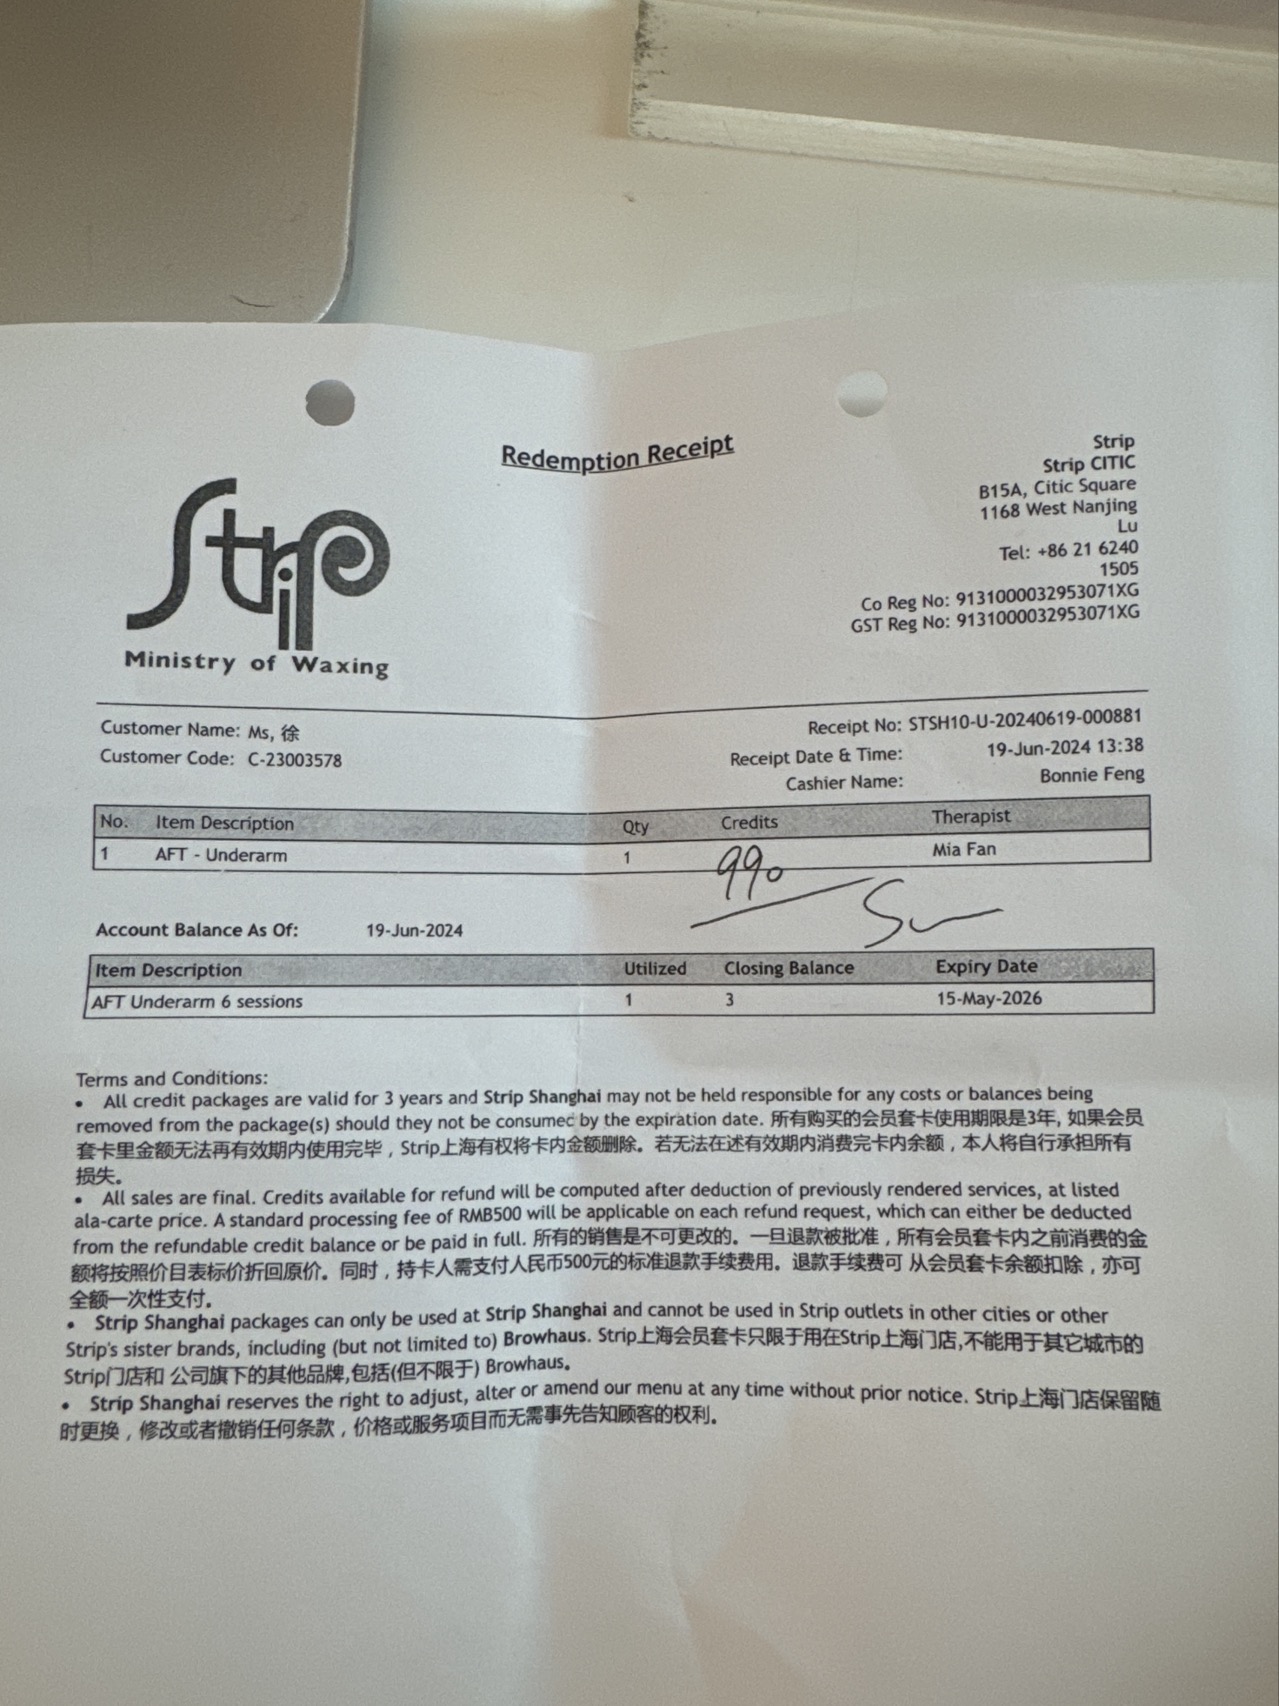 Redemption Receipt
Strip
Strip CITIC
B15A, Citic Square
1168 West Nanjing
Lu
Tel: +86 21 6240
1505
Co Reg No: 9131000032953071XG
GST Reg No: 9131000032953071XG
Strip
Ministry of Waxing
Customer Name: Ms, 徐
Customer Code: C-23003578
Receipt No: STSH10-U-20240619-000881
Receipt Date & Time: 19-Jun-2024 13:38
Cashier Name: Bonnie Feng
No. Item Description Qty Credits Therapist
1 AFT - Underarm 1 990 Mia Fan
Account Balance As Of: 19-Jun-2024
Item Description Utilized Closing Balance Expiry Date
AFT Underarm 6 sessions 1 3 15-May-2026
Terms and Conditions:
• All credit packages are valid for 3 years and Strip Shanghai may not be held responsible for any costs or balances being
removed from the package(s) should they not be consumed by the expiration date. 所有购买的会员套卡使用期限是3年, 如果会员
套卡里金额无法再有效期内使用完毕，Strip上海有权将卡内金额删除。若无法在述有效期内消费完卡内余额，本人将自行承担所有
损失。
• All sales are final. Credits available for refund will be computed after deduction of previously rendered services, at listed
ala-carte price. A standard processing fee of RMB500 will be applicable on each refund request, which can either be deducted
from the refundable credit balance or be paid in full. 所有的销售是不可更改的。一旦退款被批准，所有会员套卡内之前消费的金
额将按照价目表标价折回原价。同时，持卡人需支付人民币500元的标准退款手续费用。退款手续费可 从会员套卡余额扣除，亦可
全额一次性支付。
• Strip Shanghai packages can only be used at Strip Shanghai and cannot be used in Strip outlets in other cities or other
Strip's sister brands, including (but not limited to) Browhaus. Strip上海会员套卡只限于用在Strip上海门店,不能用于其它城市的
Strip门店和 公司旗下的其他品牌,包括(但不限于) Browhaus。
• Strip Shanghai reserves the right to adjust, alter or amend our menu at any time without prior notice. Strip上海门店保留随
时更换，修改或者撤销任何条款，价格或服务项目而无需事先告知顾客的权利。